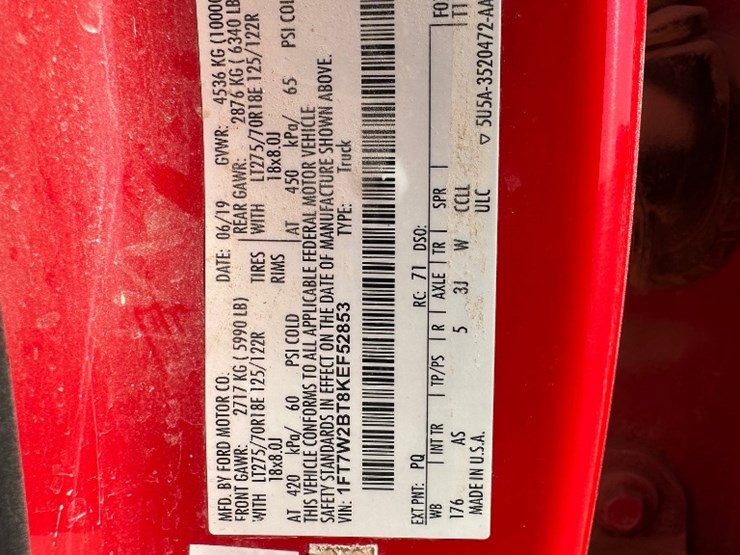 MFD. BY FORD MOTOR CO.
DATE: 06/19 GVWR: 4536 KG (10000
FRONT GAWR: 2717 KG ( 5990 LB)
REAR GAWR: 2876 KG ( 6340 LB
WITH LT275/70R18E 125/122R
TIRES
WITH LT275/70R18E 125/122R
18x8.0J
RIMS
18x8.0J
AT 420 kPa/ 60 PSI COLD
AT 450 kPa/ 65 PSI COL
THIS VEHICLE CONFORMS TO ALL APPLICABLE FEDERAL MOTOR VEHICLE
SAFETY STANDARDS IN EFFECT ON THE DATE OF MANUFACTURE SHOWN ABOVE.
VIN: 1FT7W2BT8KEF52853 TYPE: Truck
EXT PNT: PQ RC: 71 DSO: FO
WB INT TR TP/PS R AXLE TR SPR
176 AS 5 3J W CCLL
ULC
MADE IN U.S.A. ▽ 5U5A-3520472-AA